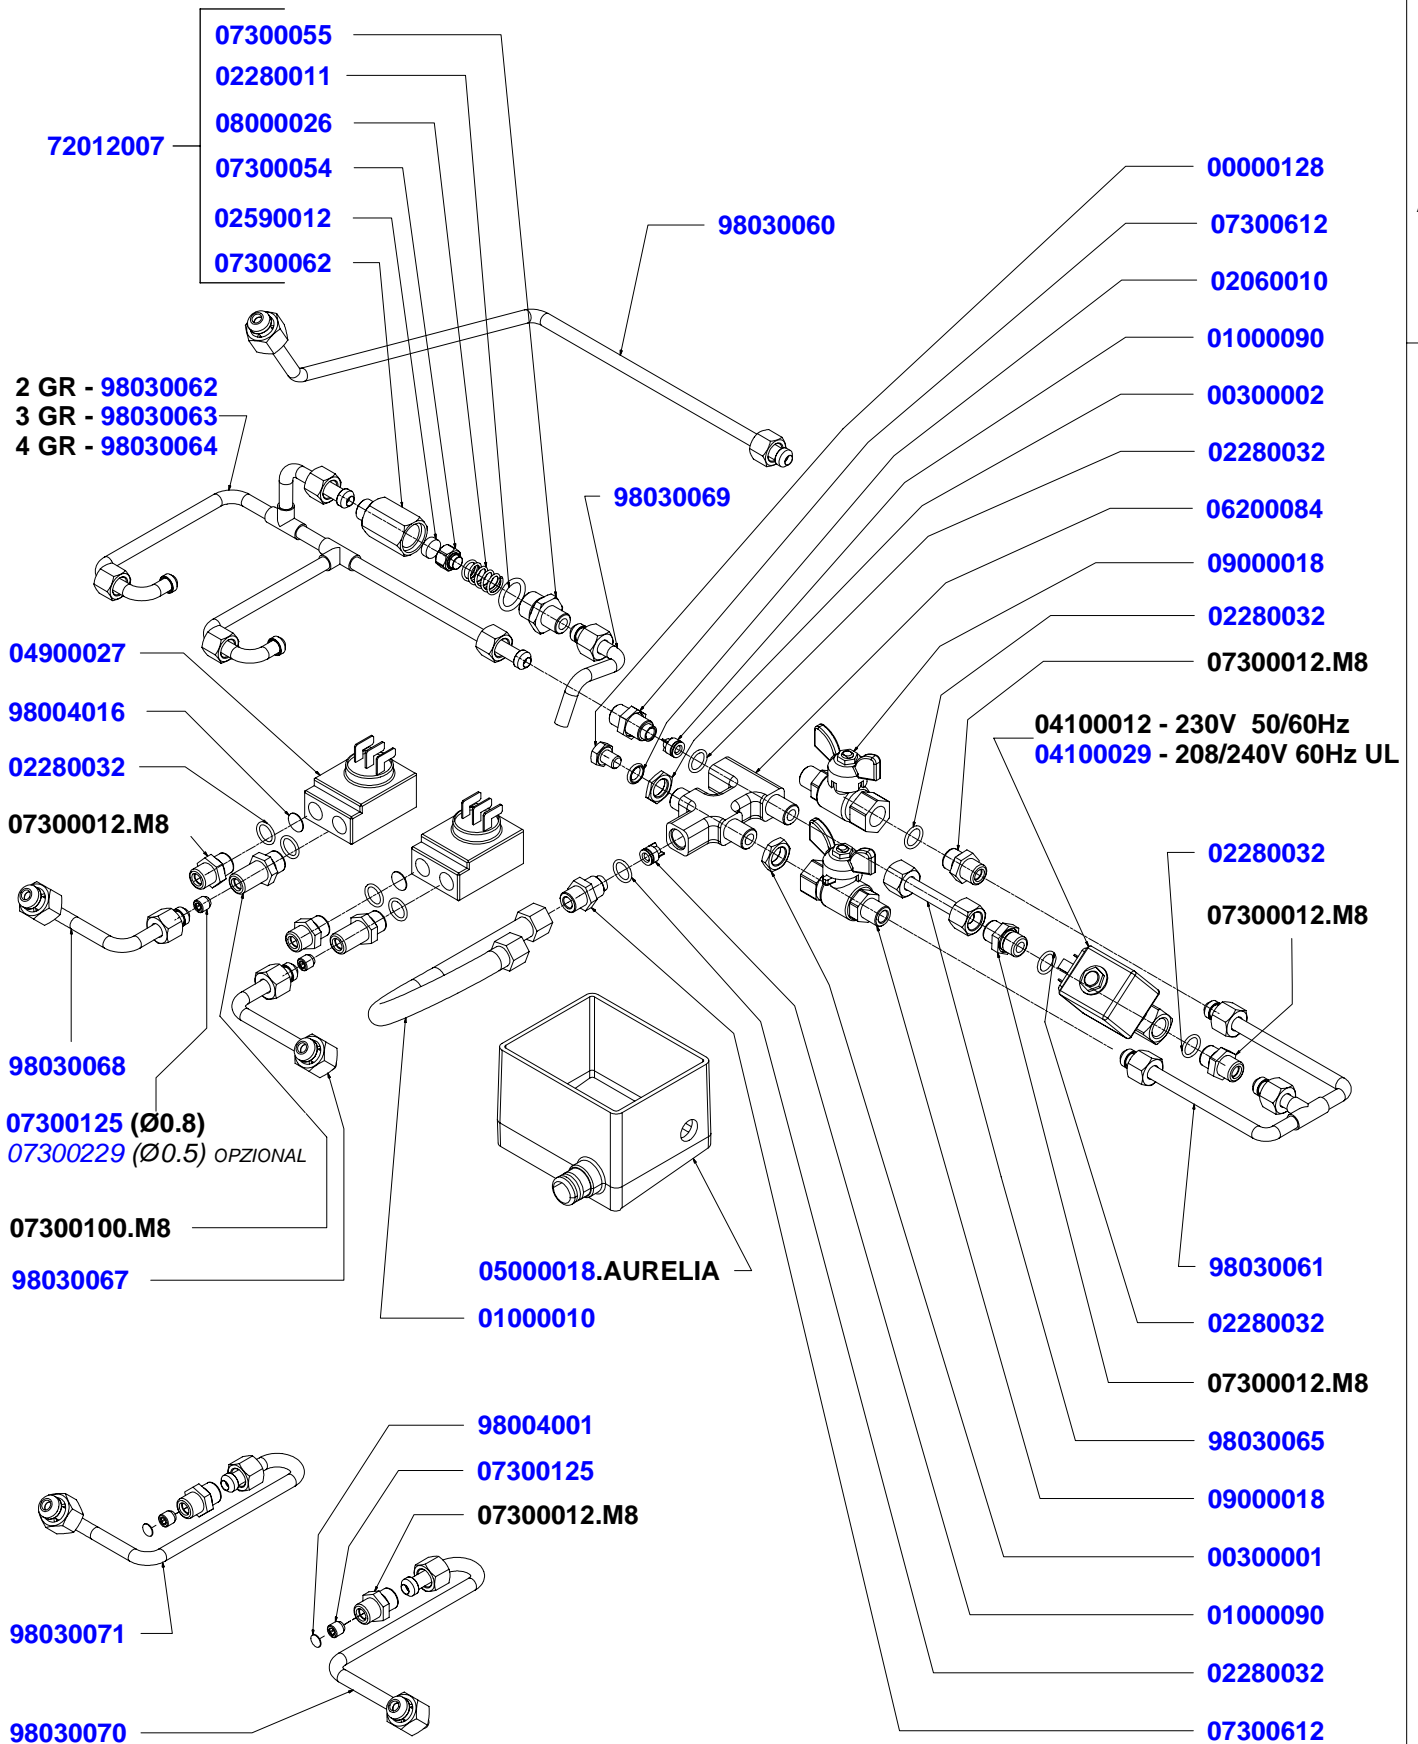 07300055
02280011
08000026
72012007
07300054
02590012
07300062
98030060
00000128
07300612
02060010
01000090
00300002
02280032
06200084
09000018
02280032
07300012.M8
04100012 - 230V 50/60Hz
04100029 - 208/240V 60Hz UL
2 GR - 98030062
3 GR - 98030063
4 GR - 98030064
98030069
04900027
98004016
02280032
07300012.M8
02280032
07300012.M8
98030068
07300125 (Ø0.8)
07300229 (Ø0.5) OPZIONAL
07300100.M8
98030067
05000018.AURELIA
01000010
98030061
02280032
07300012.M8
98030065
09000018
00300001
01000090
02280032
07300612
98004001
07300125
07300012.M8
98030071
98030070